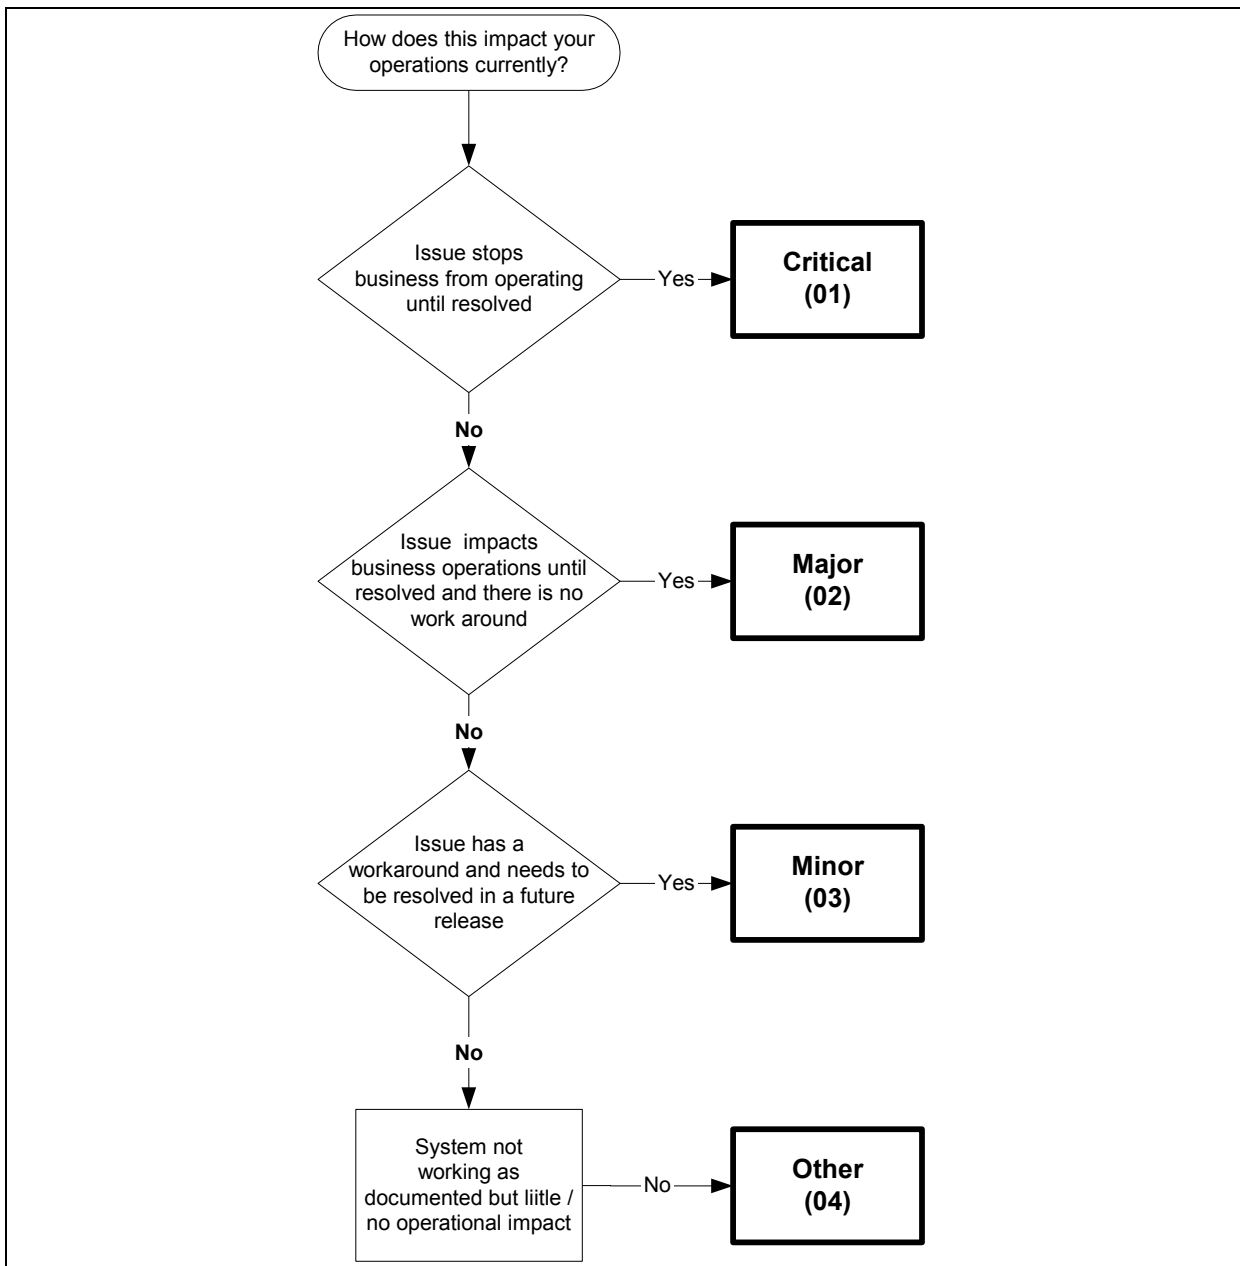 How does this impact your
operations currently?
Issue stops
business from operating
until resolved
Yes
Critical
(01)
No
Issue impacts
business operations until
resolved and there is no
work around
Yes
Major
(02)
No
Issue has a
workaround and needs to
be resolved in a future
release
Yes
Minor
(03)
No
System not
working as
documented but liitle /
no operational impact
No
Other
(04)